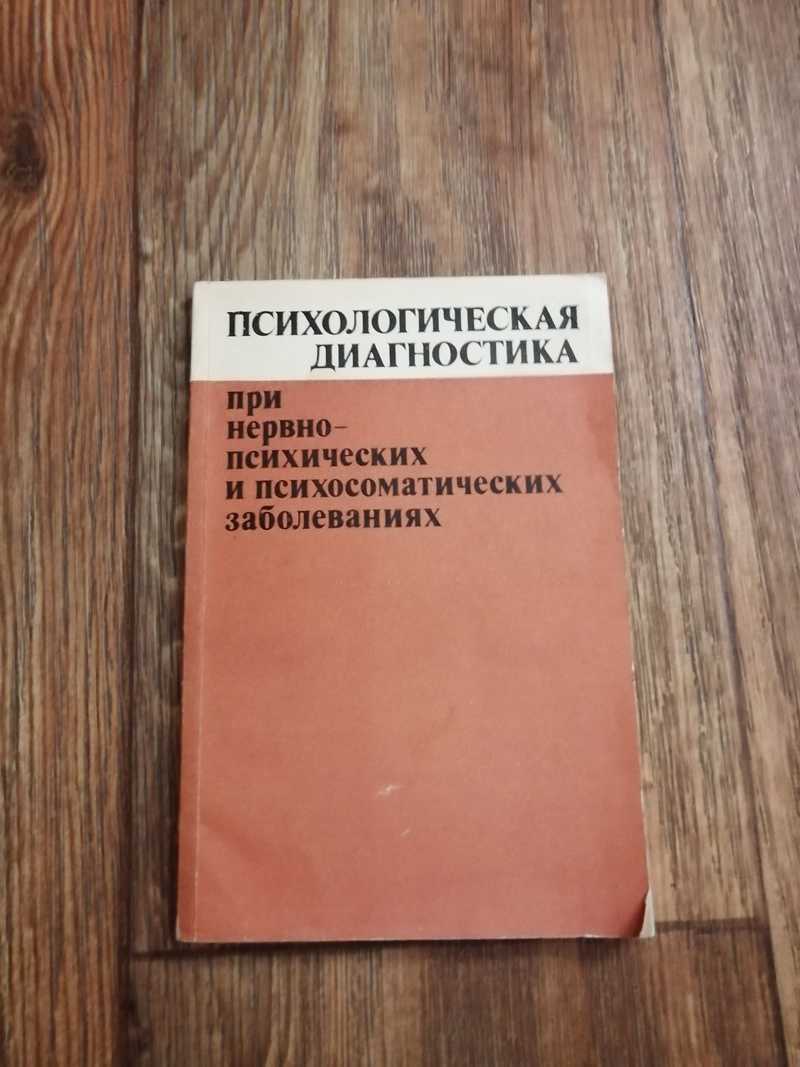 ПСИХОЛОГИЧЕСКАЯ
ДИАГНОСТИКА
при
нервно-
психических
и психосоматических
заболеваниях